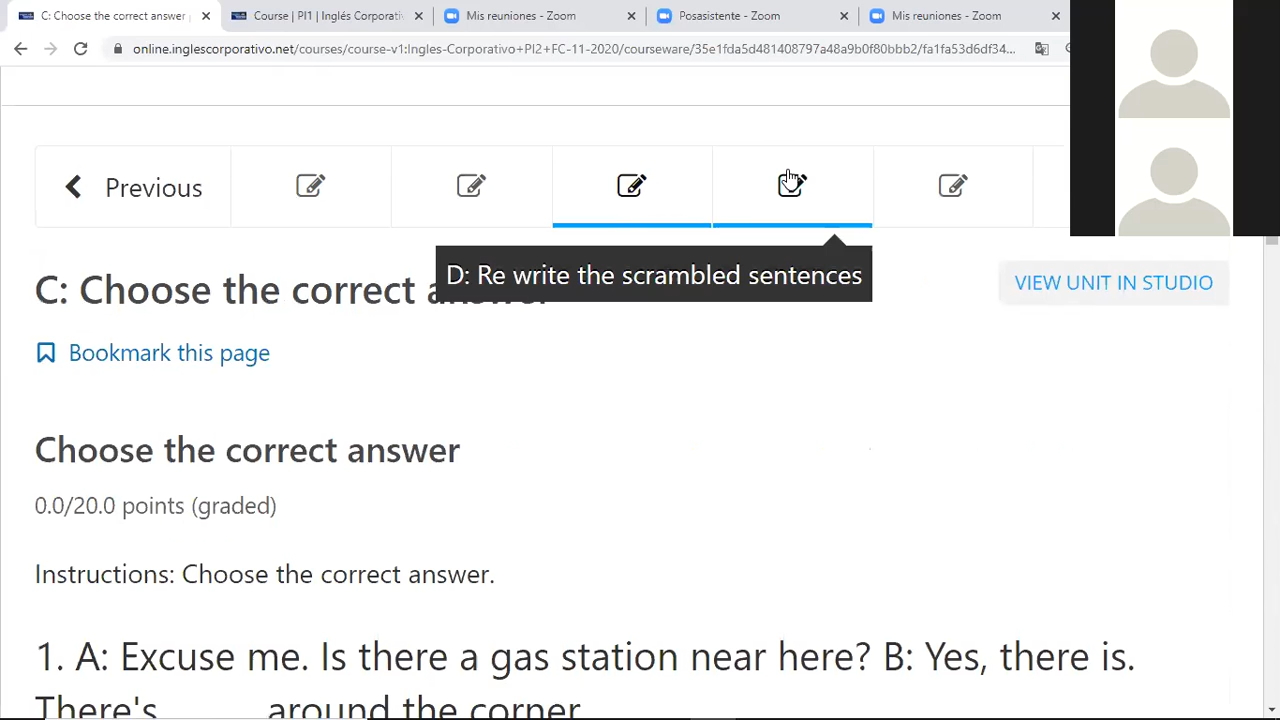 C: Choose the correct answer
Course | PI1 | Inglés Corporati
Mis reuniones - Zoom
Posasistente - Zoom
Mis reuniones - Zoom
online.inglescorporativo.net/courses/course-v1:Ingles-Corporativo+PI2+FC-11-2020/courseware/35e1fda3d481408797a48a9b0f80bbb2/fa1fa53d6df34...
Previous
D: Re write the scrambled sentences
C: Choose the correct answer
VIEW UNIT IN STUDIO
Bookmark this page
Choose the correct answer
0.0/20.0 points (graded)
Instructions: Choose the correct answer.
1. A: Excuse me. Is there a gas station near here? B: Yes, there is.
There's _____ around the corner